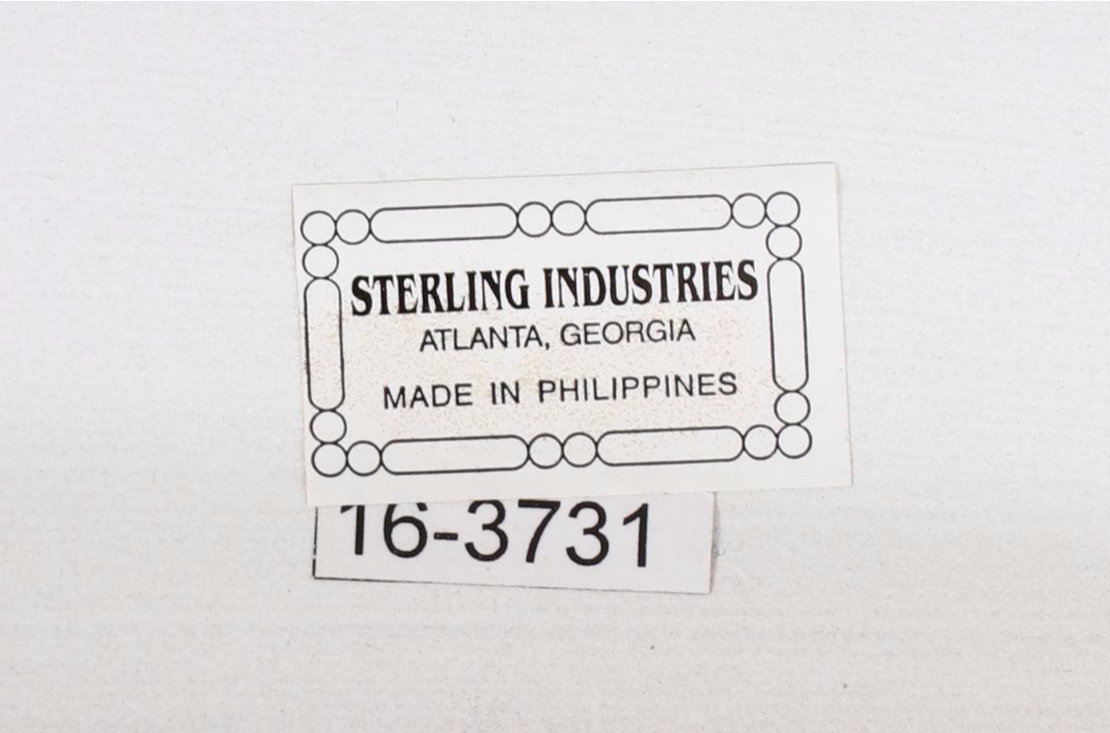 STERLING INDUSTRIES
ATLANTA, GEORGIA
MADE IN PHILIPPINES
16-3731